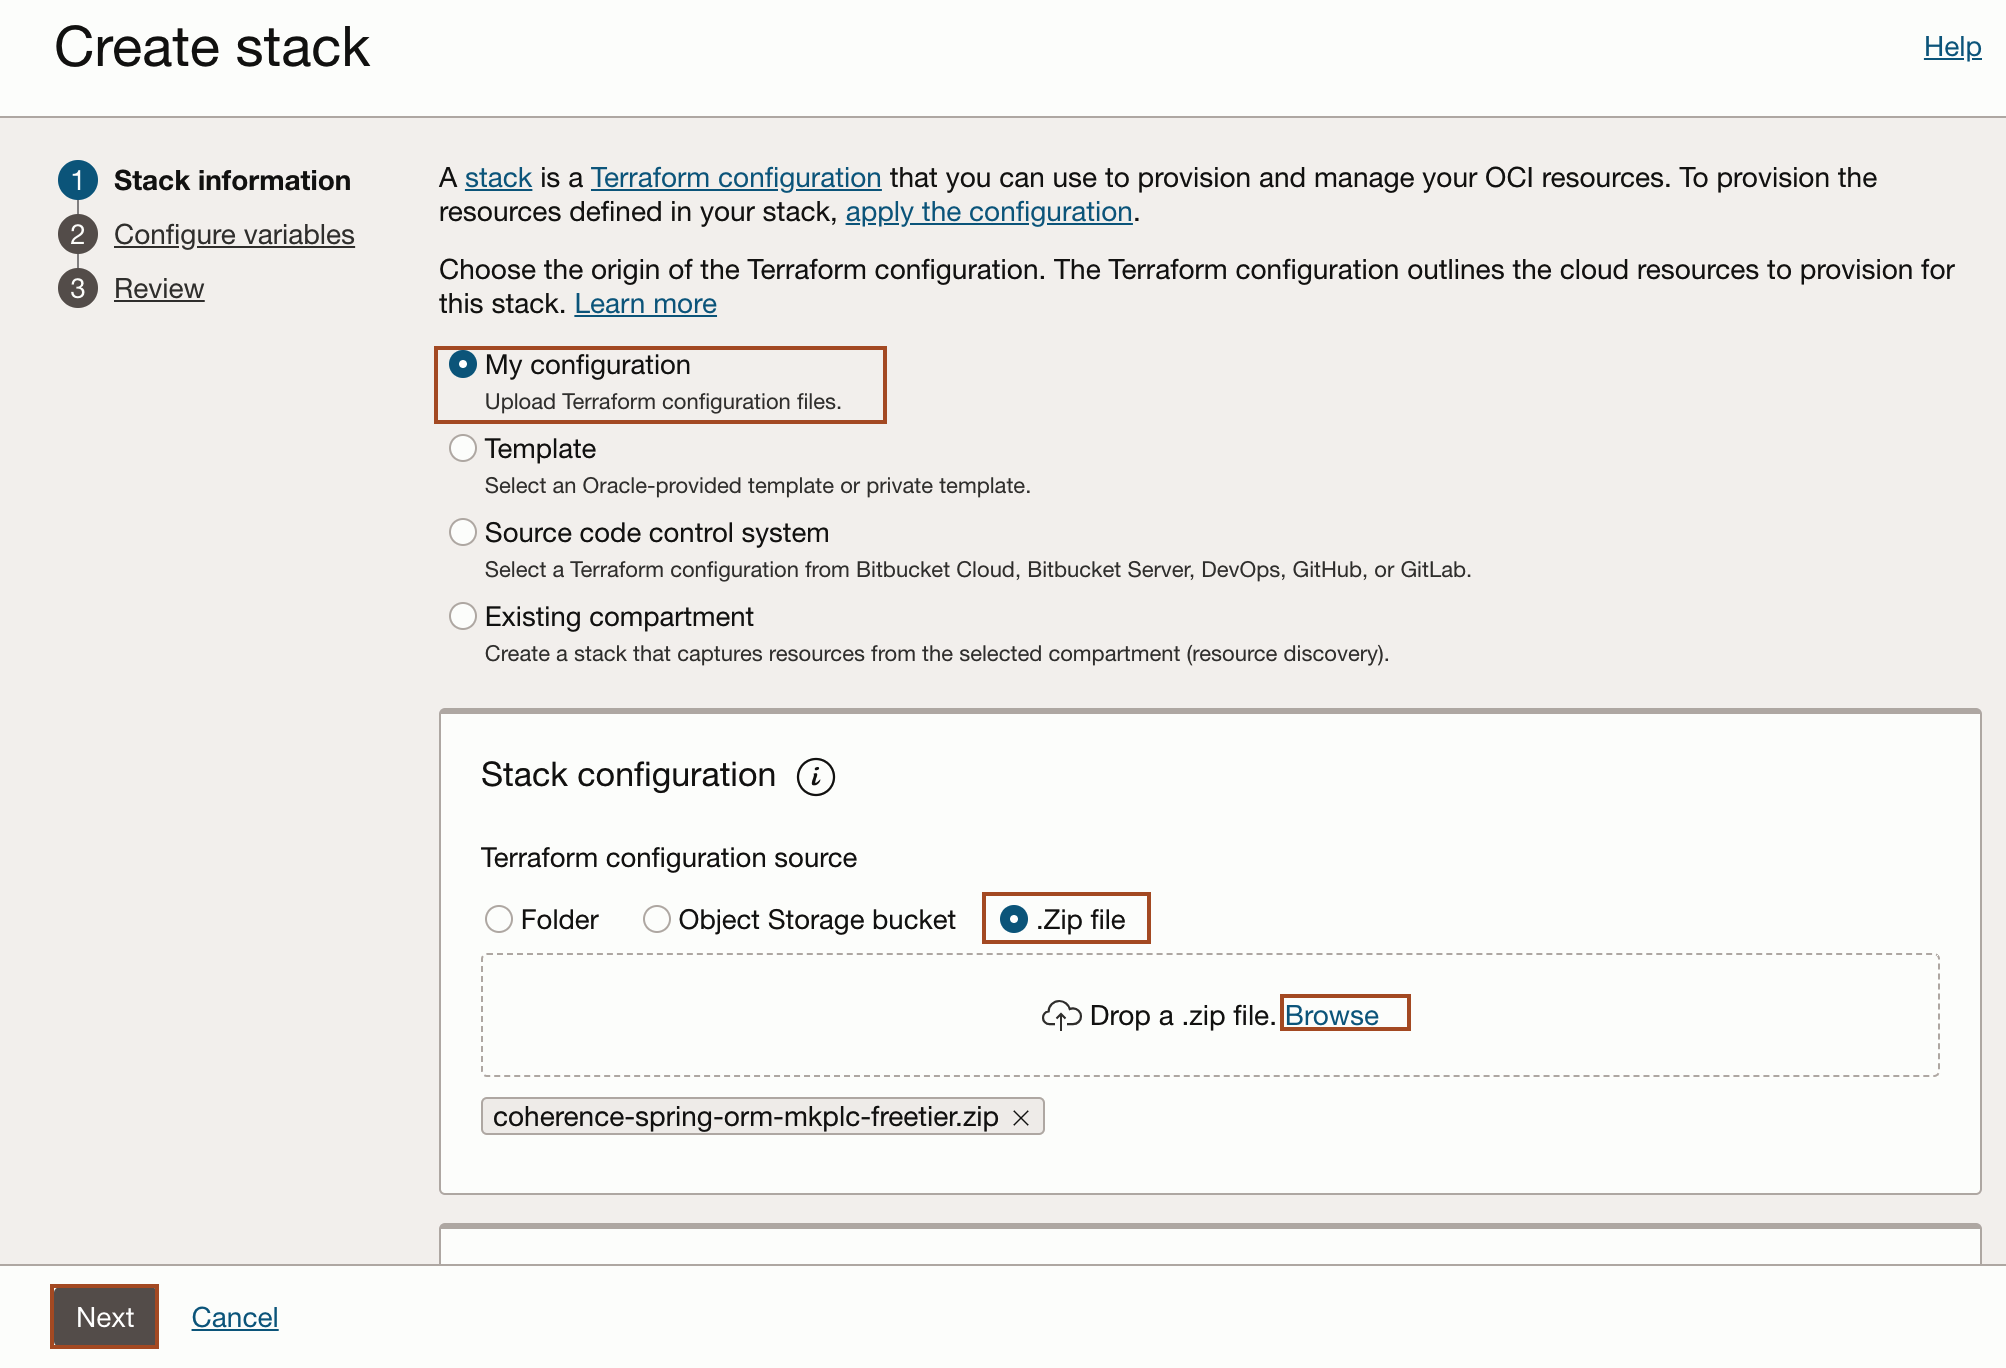 Create stack
Help
1 Stack information
2 Configure variables
3 Review
A stack is a Terraform configuration that you can use to provision and manage your OCI resources. To provision the
resources defined in your stack, apply the configuration.
Choose the origin of the Terraform configuration. The Terraform configuration outlines the cloud resources to provision for
this stack. Learn more
My configuration
Upload Terraform configuration files.
Template
Select an Oracle-provided template or private template.
Source code control system
Select a Terraform configuration from Bitbucket Cloud, Bitbucket Server, DevOps, GitHub, or GitLab.
Existing compartment
Create a stack that captures resources from the selected compartment (resource discovery).
Stack configuration i
Terraform configuration source
Folder Object Storage bucket .Zip file
Drop a .zip file. Browse
coherence-spring-orm-mkplc-freetier.zip ×
Next Cancel